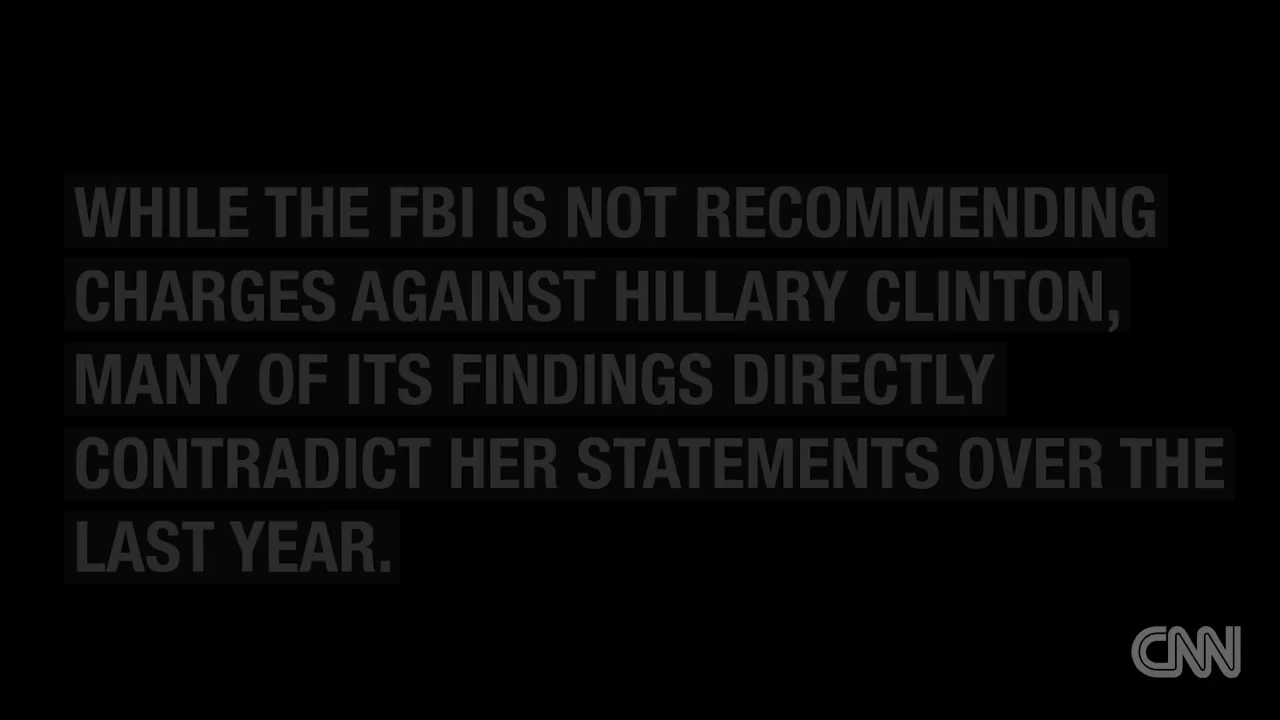 WHILE THE FBI IS NOT RECOMMENDING
CHARGES AGAINST HILLARY CLINTON,
MANY OF ITS FINDINGS DIRECTLY
CONTRADICT HER STATEMENTS OVER THE
LAST YEAR.
CNN